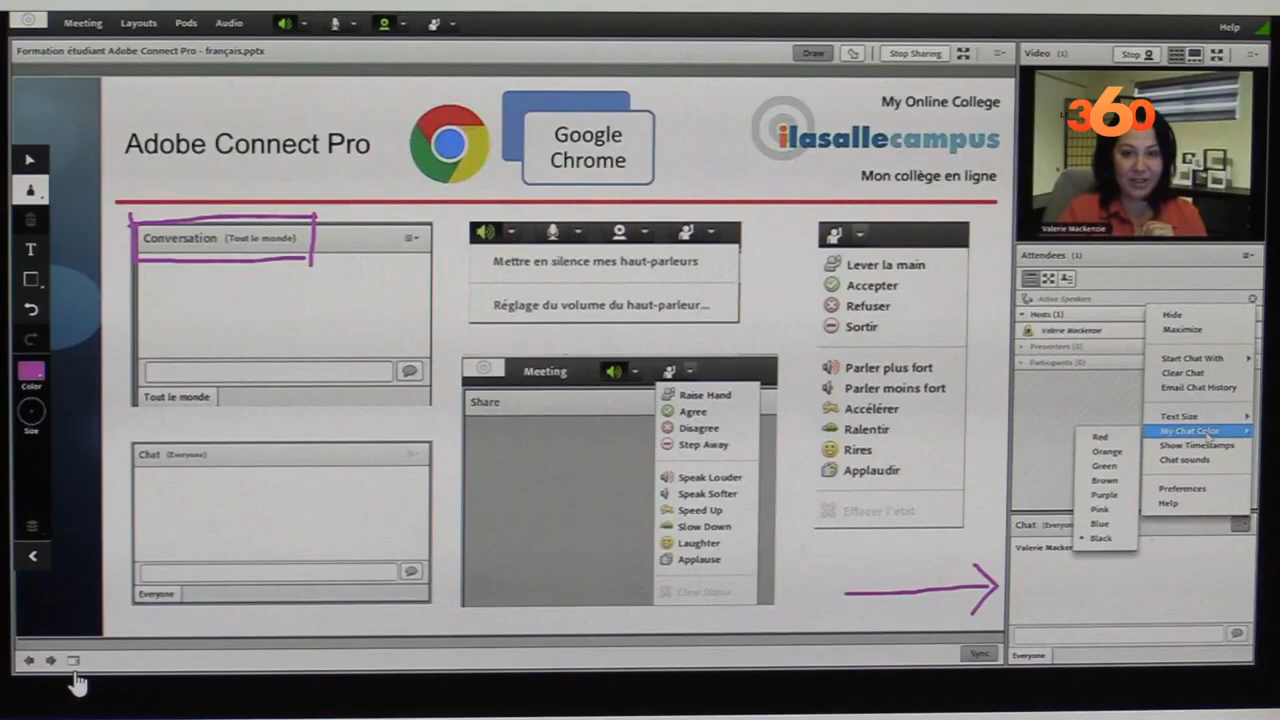 Meeting Layouts Pods Audio
Help
Formation étudiant Adobe Connect Pro - français.pptx
Draw
Stop Sharing
Video (1)
Stop
LE 360
Valerie Mackenzie
Adobe Connect Pro
Google
Chrome
My Online College
ilasallecampus
Mon collège en ligne
T
Color
Size
Conversation (Tout le monde)
Tout le monde
Chat (Everyone)
Everyone
Mettre en silence mes haut-parleurs
Réglage du volume du haut-parleur...
Meeting
Share
Raise Hand
Agree
Disagree
Step Away
Speak Louder
Speak Softer
Speed Up
Slow Down
Laughter
Applause
Clear Status
Lever la main
Accepter
Refuser
Sortir
Parler plus fort
Parler moins fort
Accélérer
Ralentir
Rires
Applaudir
Effacer l'état
Attendees (1)
Active Speakers
Hosts (1)
Valerie Mackenzie
Presenters (0)
Participants (0)
Hide
Maximize
Start Chat With
Clear Chat
Email Chat History
Text Size
My Chat Color
Show Timestamps
Chat sounds
Preferences
Help
Red
Orange
Green
Brown
Purple
Pink
Blue
Black
Chat
Everyone
Sync